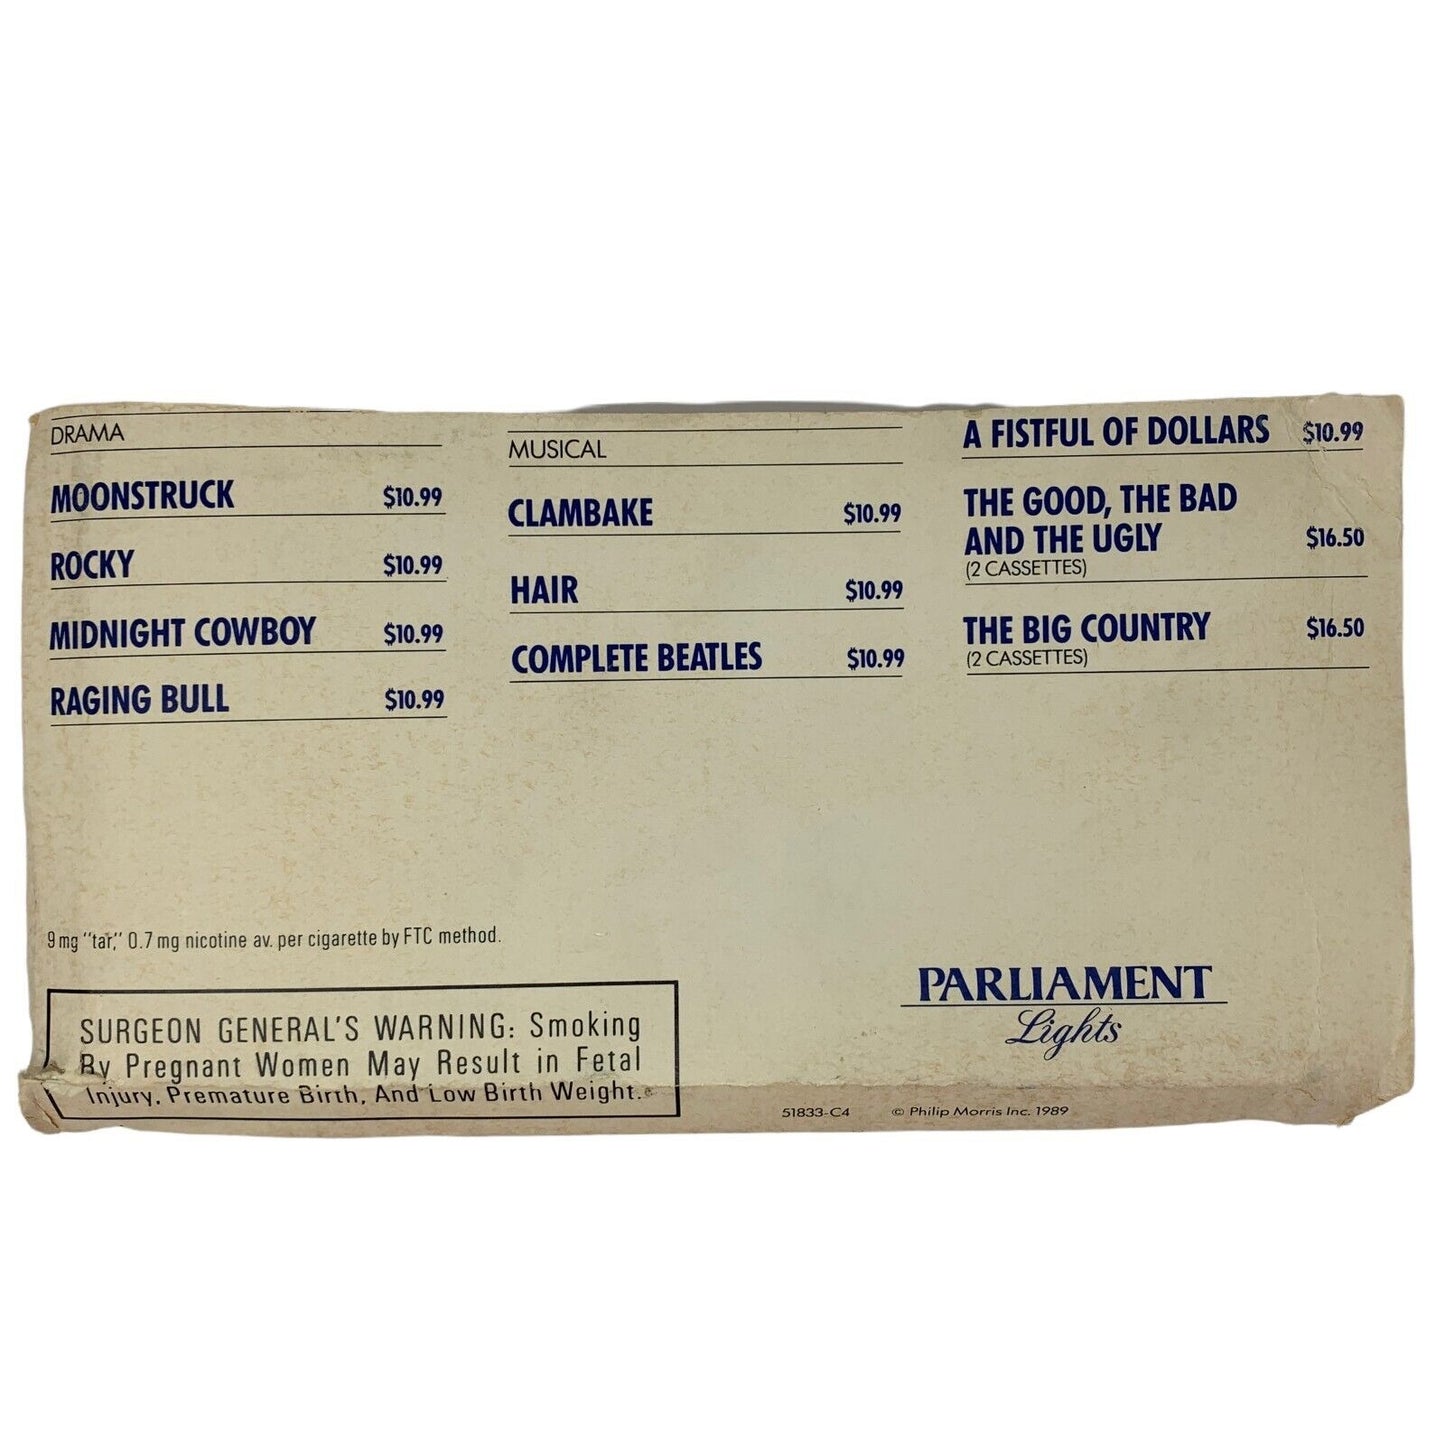 DRAMA
MOONSTRUCK $10.99
ROCKY $10.99
MIDNIGHT COWBOY $10.99
RAGING BULL $10.99
MUSICAL
CLAMBAKE $10.99
HAIR $10.99
COMPLETE BEATLES $10.99
A FISTFUL OF DOLLARS $10.99
THE GOOD, THE BAD
AND THE UGLY $16.50
(2 CASSETTES)
THE BIG COUNTRY $16.50
(2 CASSETTES)
9 mg "tar," 0.7 mg nicotine av. per cigarette by FTC method.
SURGEON GENERAL'S WARNING: Smoking
By Pregnant Women May Result in Fetal
Injury, Premature Birth, And Low Birth Weight.
PARLIAMENT
Lights
51833-C4 © Philip Morris Inc. 1989